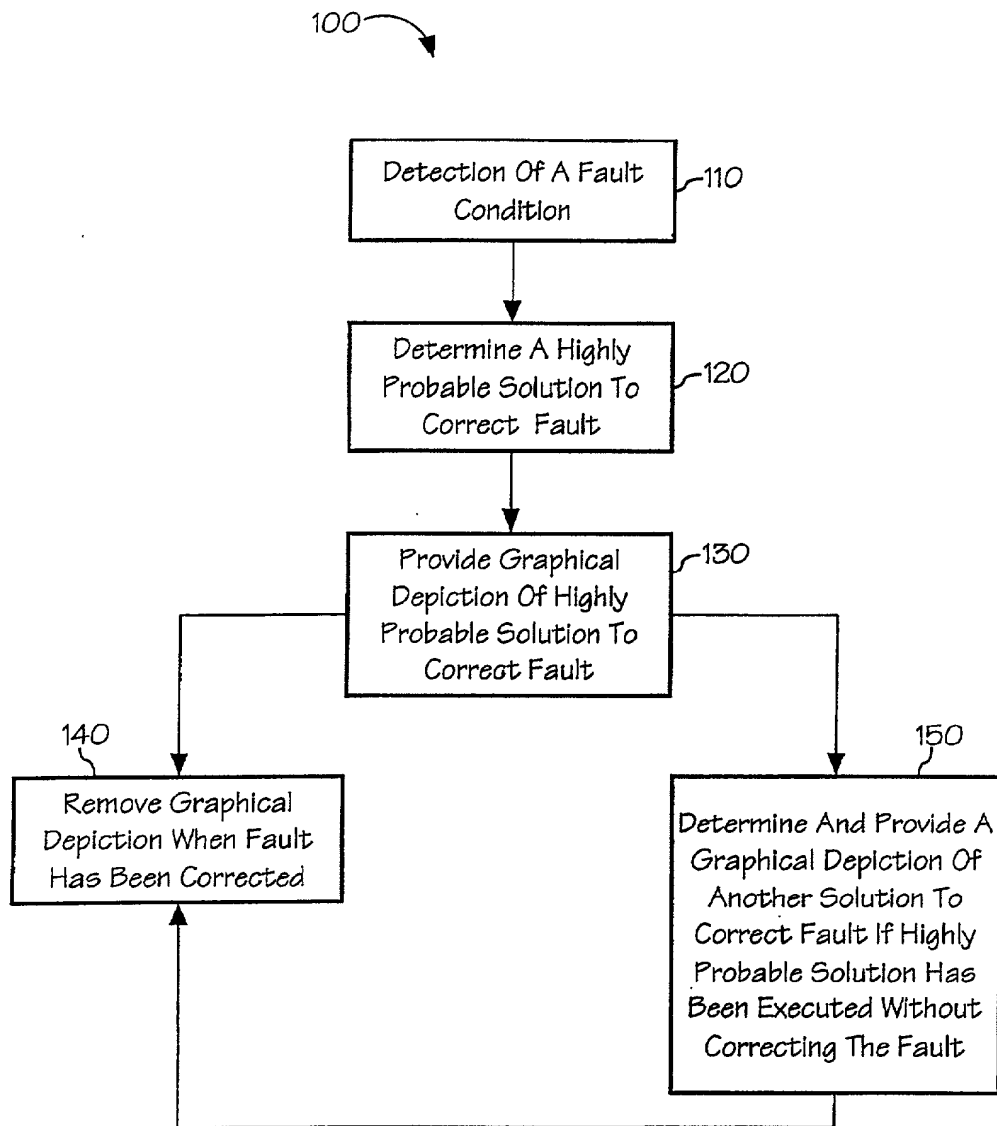 100
Detection Of A Fault
Condition
110
Determine A Highly
Probable Solution To
Correct Fault
120
Provide Graphical
Depiction Of Highly
Probable Solution To
Correct Fault
130
140
Remove Graphical
Depiction When Fault
Has Been Corrected
150
Determine And Provide A
Graphical Depiction Of
Another Solution To
Correct Fault If Highly
Probable Solution Has
Been Executed Without
Correcting The Fault